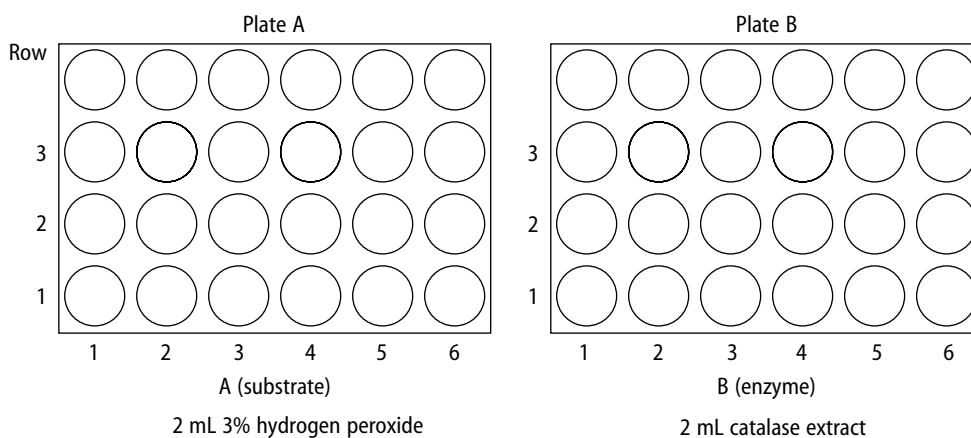 Plate A
Plate B
Row
3
3
2
2
1
1
1 2 3 4 5 6
1 2 3 4 5 6
A (substrate)
B (enzyme)
2 mL 3% hydrogen peroxide
2 mL catalase extract